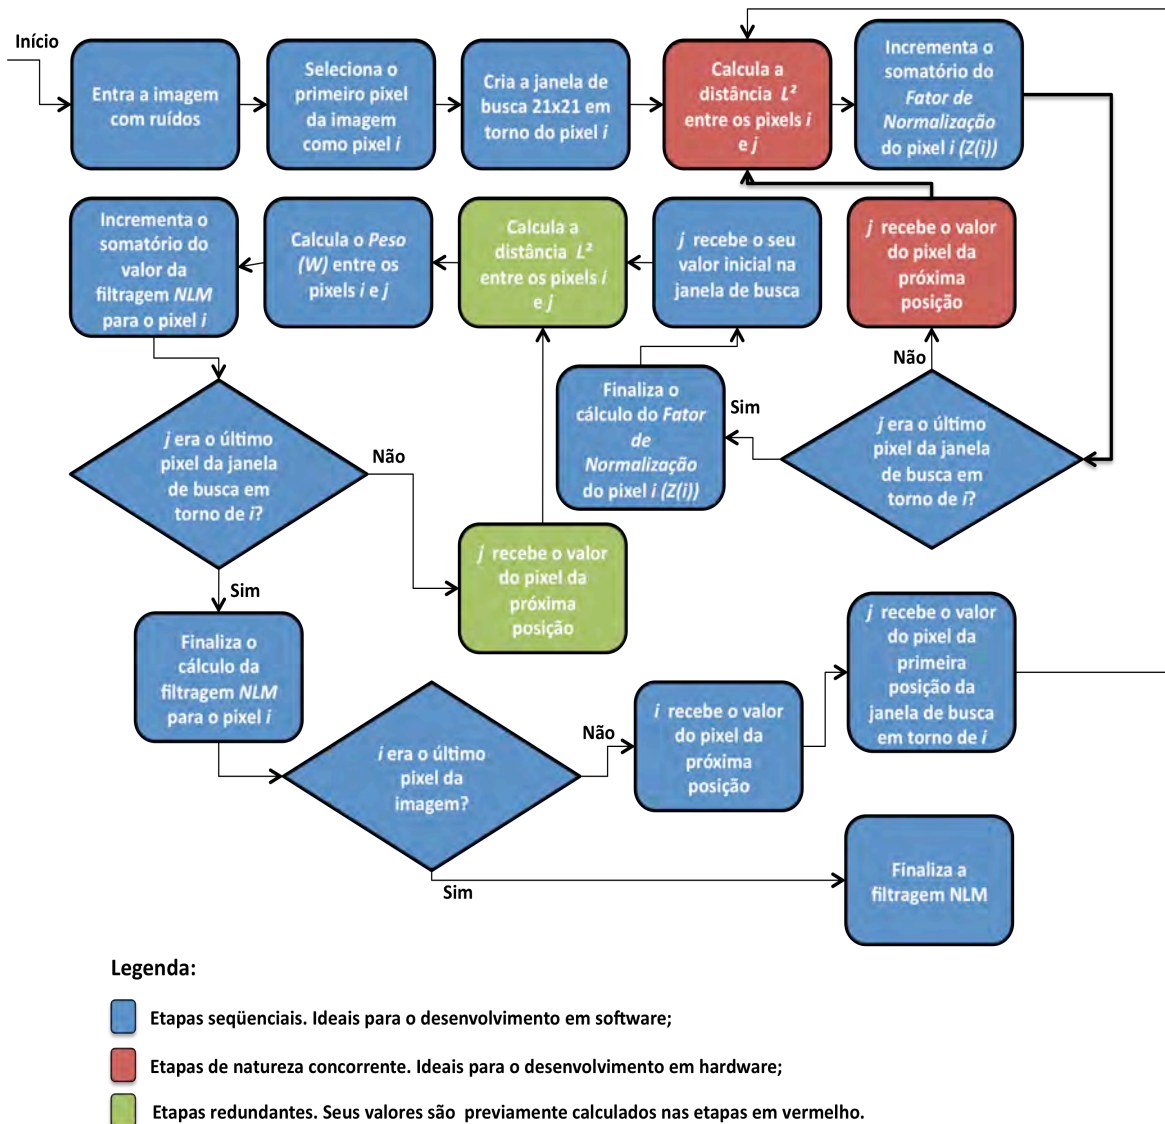 Início
Entra a imagem
com ruídos
Seleciona o
primeiro pixel
da imagem
como pixel i
Cria a janela de
busca 21x21 em
torno do pixel i
Calcula a
distância L²
entre os pixels i
e j
Incrementa o
somatório do
Fator de
Normalização
do pixel i (Z(i))
Incrementa o
somatório do
valor da
filtragem NLM
para o pixel i
Calcula o Peso
(W) entre os
pixels i e j
Calcula a
distância L²
entre os pixels i
e j
j recebe o seu
valor inicial na
janela de busca
j recebe o valor
do pixel da
próxima
posição
Não
j era o último
pixel da janela
de busca em
torno de i?
Não
Finaliza o
cálculo do Fator
de
Normalização
do pixel i (Z(i))
Sim
j era o último
pixel da janela
de busca em
torno de i?
Sim
j recebe o valor
do pixel da
próxima
posição
Finaliza o
cálculo da
filtragem NLM
para o pixel i
i era o último
pixel da
imagem?
Não
i recebe o valor
do pixel da
próxima
posição
j recebe o valor
do pixel da
primeira
posição da
janela de busca
em torno de i
Sim
Finaliza a
filtragem NLM
Legenda:
Etapas seqüenciais. Ideais para o desenvolvimento em software;
Etapas de natureza concorrente. Ideais para o desenvolvimento em hardware;
Etapas redundantes. Seus valores são previamente calculados nas etapas em vermelho.